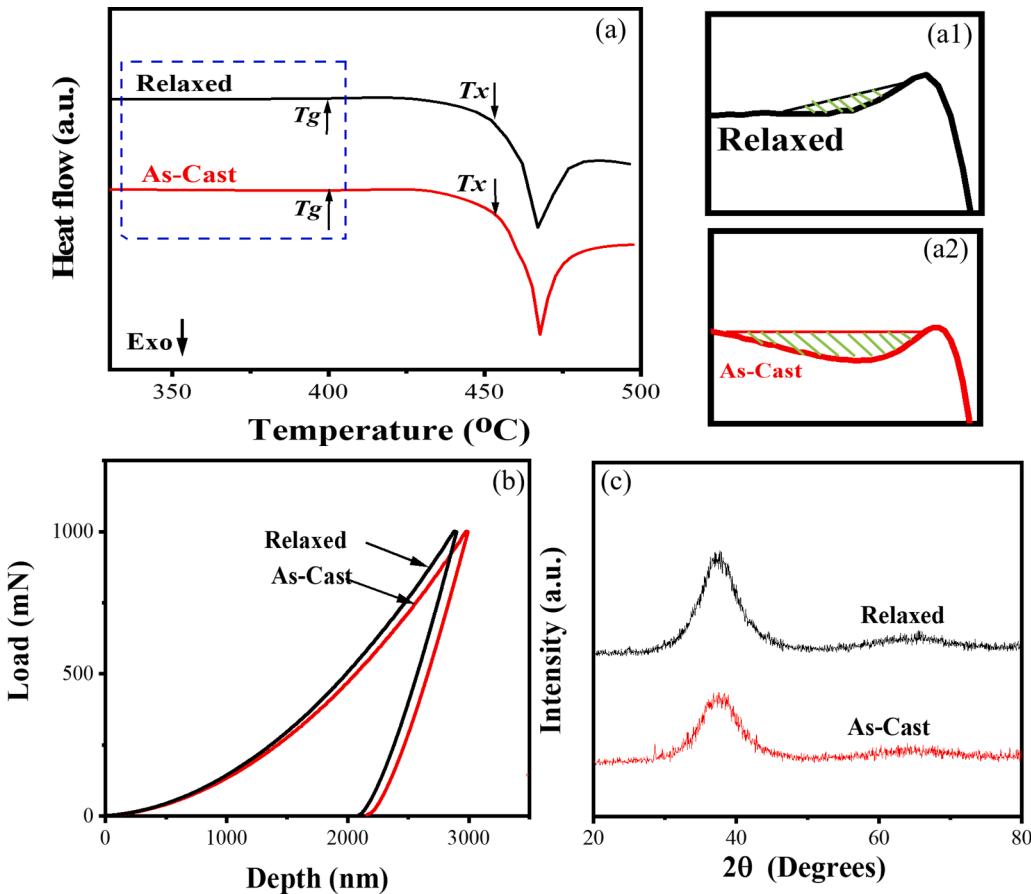 (a)
Relaxed
Tg
Tx
As-Cast
Tg
Tx
Exo
Heat flow (a.u.)
350
400
450
500
Temperature (ᴼC)
(a1)
Relaxed
(a2)
As-Cast
(b)
Relaxed
As-Cast
1000
500
0
Load (mN)
0
1000
2000
3000
Depth (nm)
(c)
Relaxed
As-Cast
Intensity (a.u.)
20
40
60
80
2θ (Degrees)